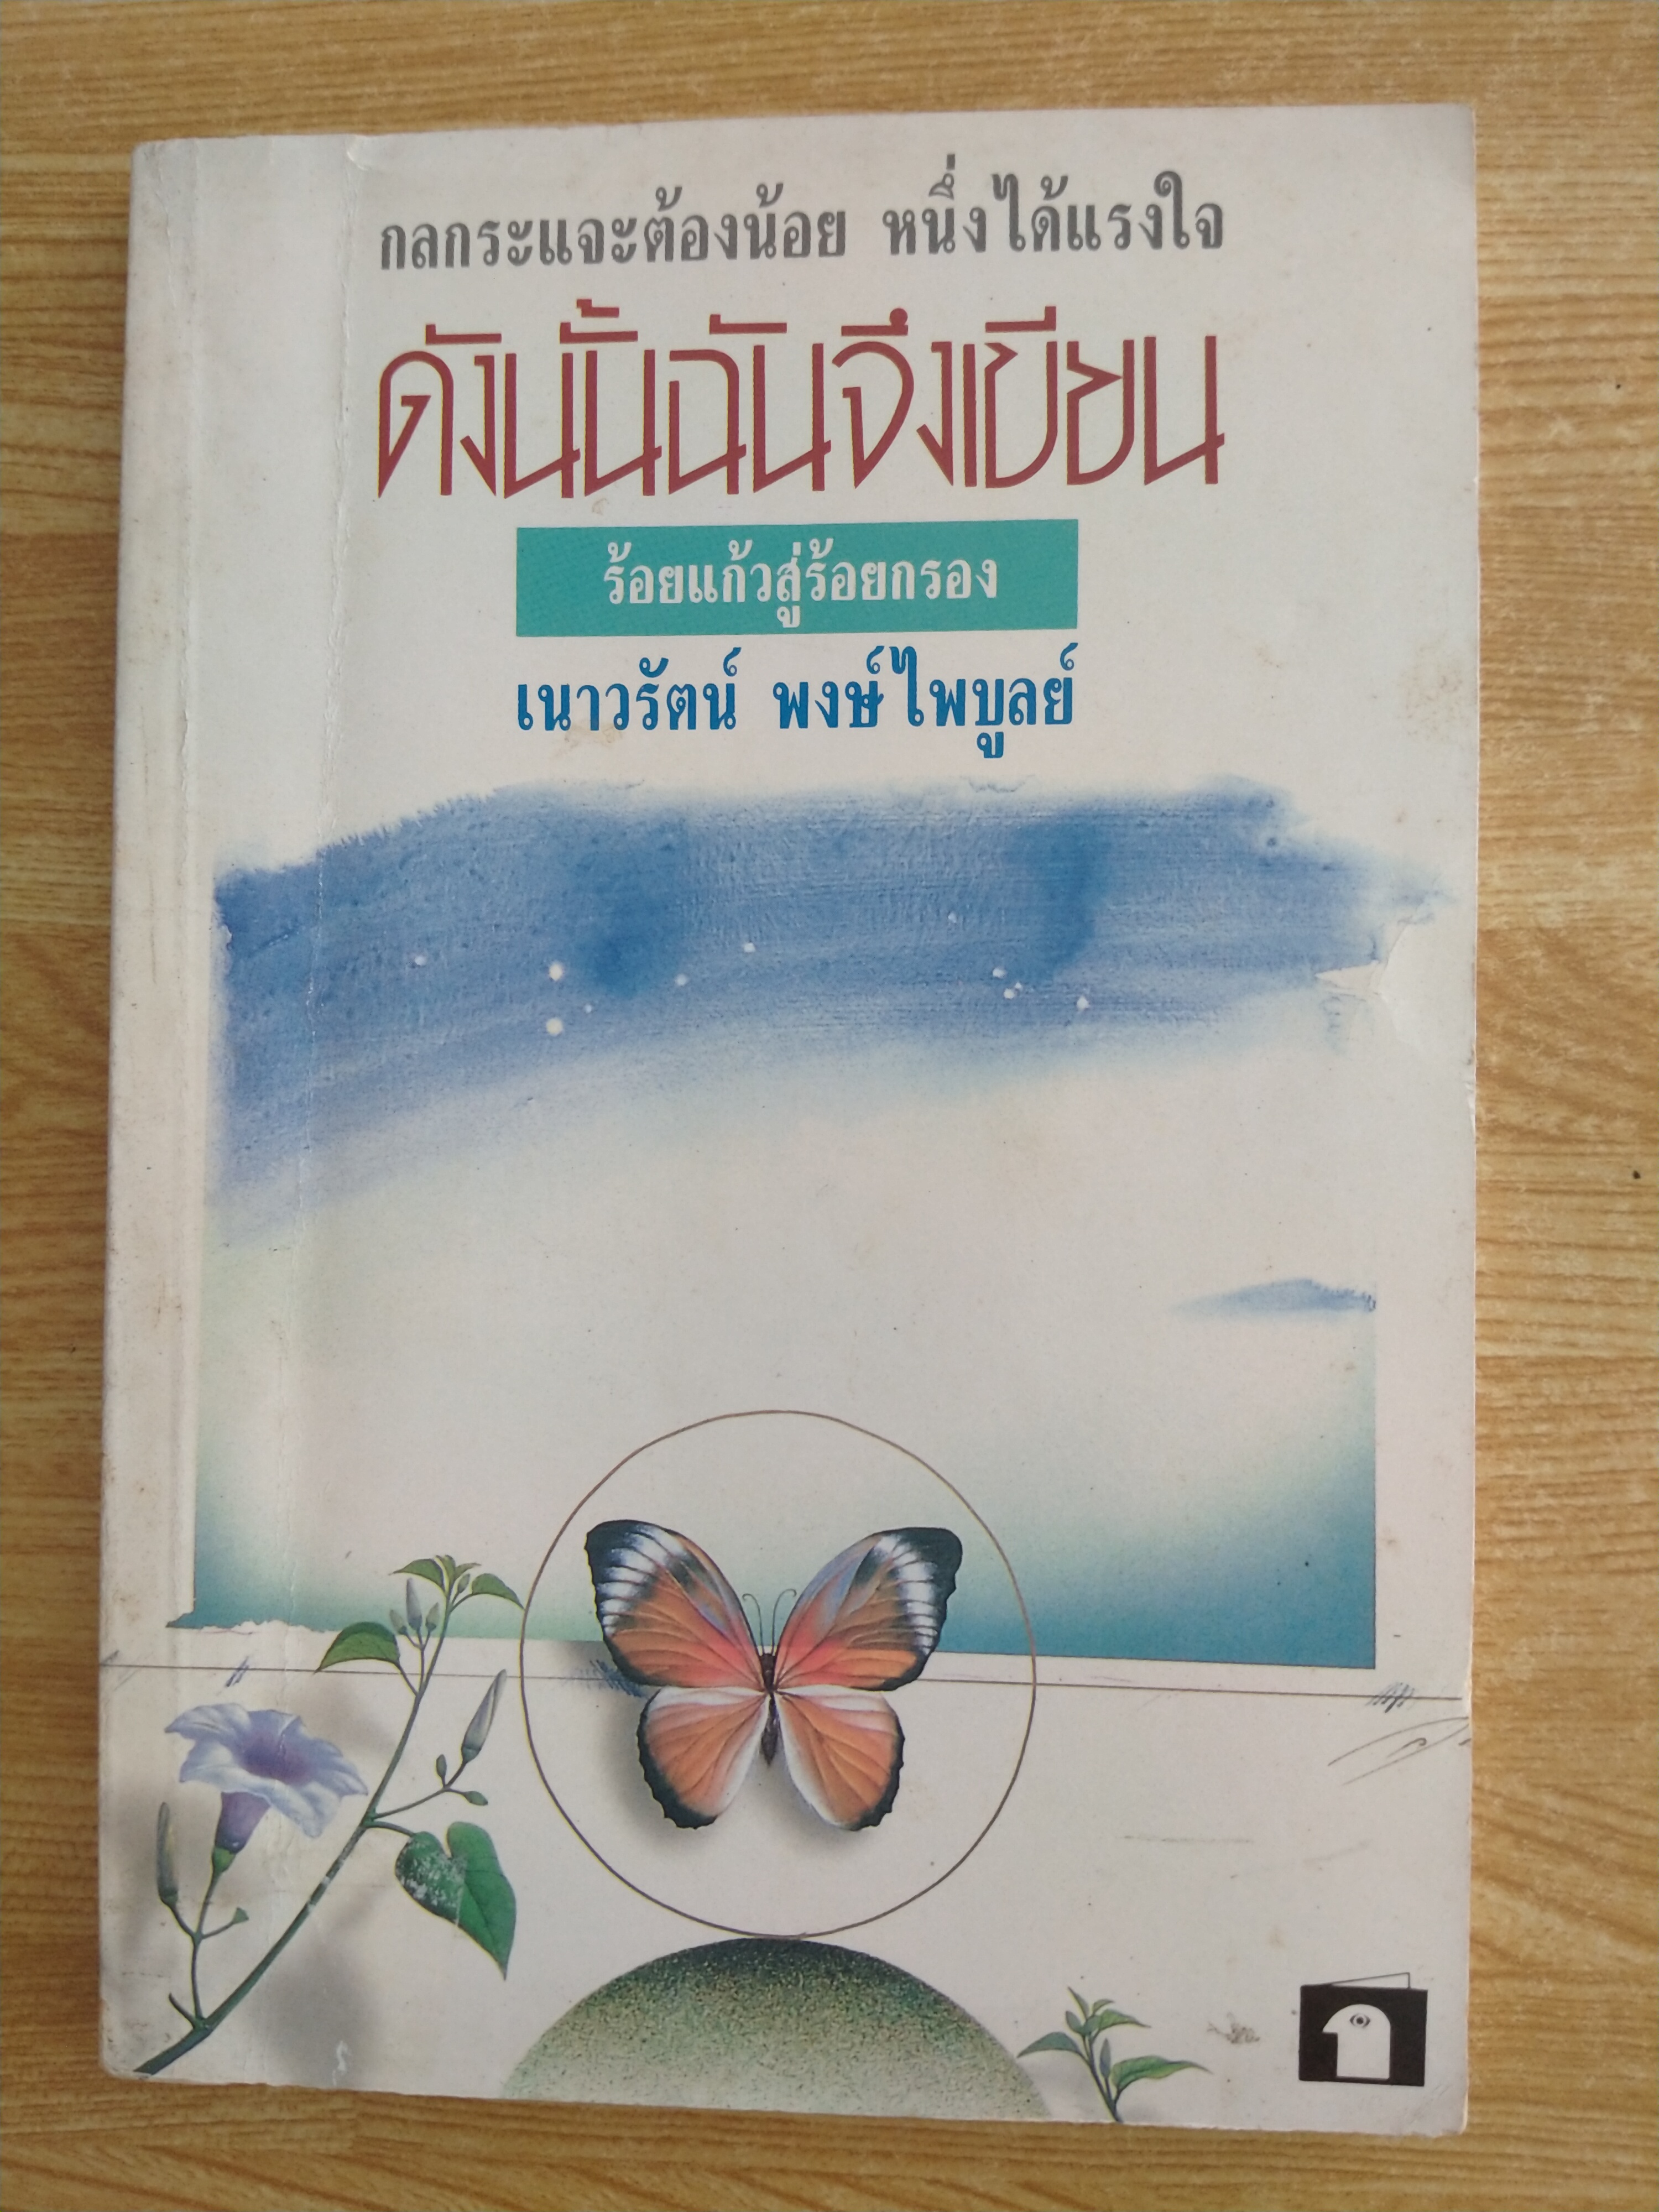 กลกระแจะต้องน้อย หนึ่งได้แรงใจ
ดังนั้นฉันจึงเขียน
ร้อยแก้วสู่ร้อยกรอง
เนาวรัตน์ พงษ์ไพบูลย์
ก